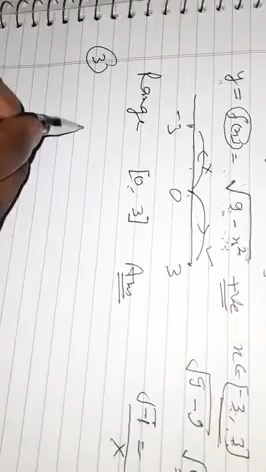 y = f(x) = √9 - x² +ve x ∈ [-3, 3]
-3 0 3 √9-9
Range [0, 3] Ans √-1 = x
③